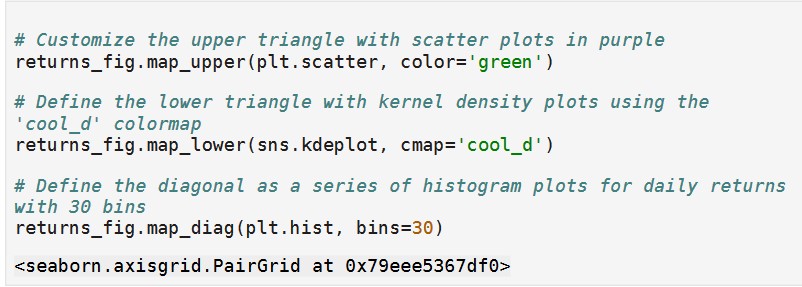 # Customize the upper triangle with scatter plots in purple
returns_fig.map_upper(plt.scatter, color='green')
# Define the lower triangle with kernel density plots using the
'cool_d' colormap
returns_fig.map_lower(sns.kdeplot, cmap='cool_d')
# Define the diagonal as a series of histogram plots for daily returns
with 30 bins
returns_fig.map_diag(plt.hist, bins=30)
<seaborn.axisgrid.PairGrid at 0x79eee5367df0>